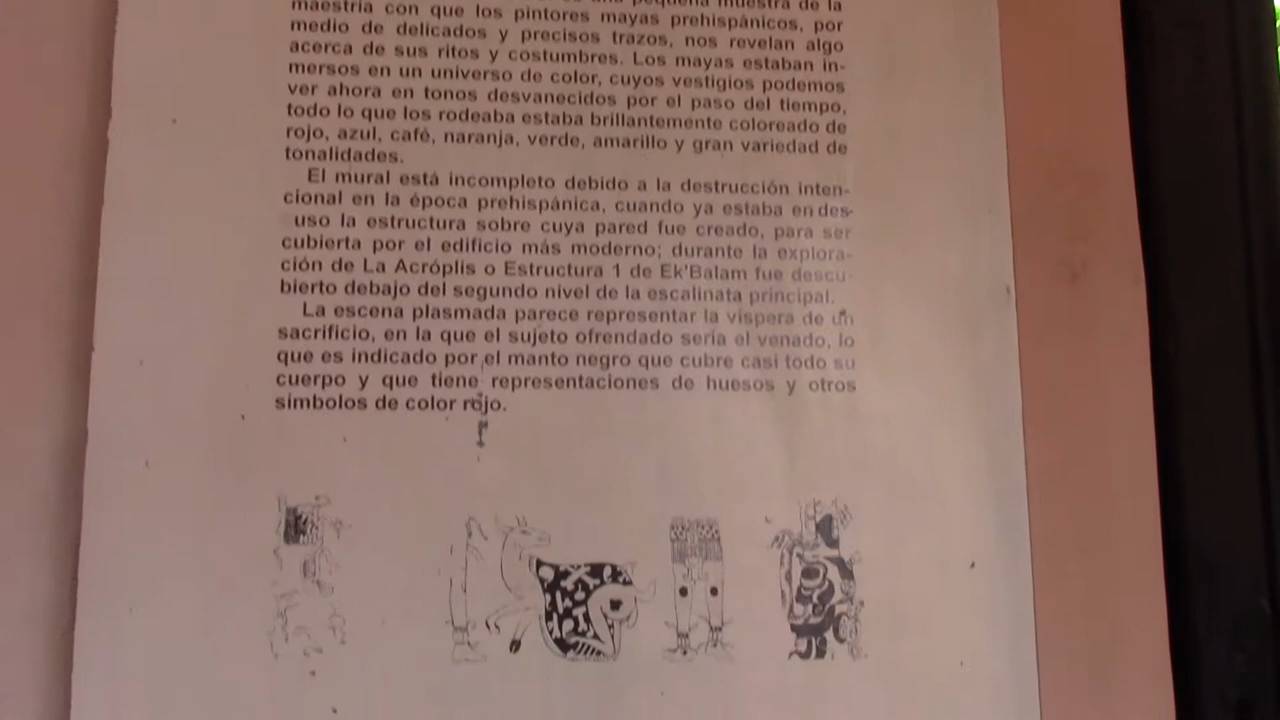 una pequeña muestra de la
maestría con que los pintores mayas prehispánicos, por
medio de delicados y precisos trazos, nos revelan algo
acerca de sus ritos y costumbres. Los mayas estaban in-
mersos en un universo de color, cuyos vestigios podemos
ver ahora en tonos desvanecidos por el paso del tiempo,
todo lo que los rodeaba estaba brillantemente coloreado de
rojo, azul, café, naranja, verde, amarillo y gran variedad de
tonalidades.
El mural está incompleto debido a la destrucción inten-
cional en la época prehispánica, cuando ya estaba en des-
uso la estructura sobre cuya pared fue creado, para ser
cubierta por el edificio más moderno; durante la explora-
ción de La Acróplis o Estructura 1 de Ek'Balam fue descu-
bierto debajo del segundo nivel de la escalinata principal.
La escena plasmada parece representar la víspera de un
sacrificio, en la que el sujeto ofrendado sería el venado, lo
que es indicado por el manto negro que cubre casi todo su
cuerpo y que tiene representaciones de huesos y otros
símbolos de color rojo.